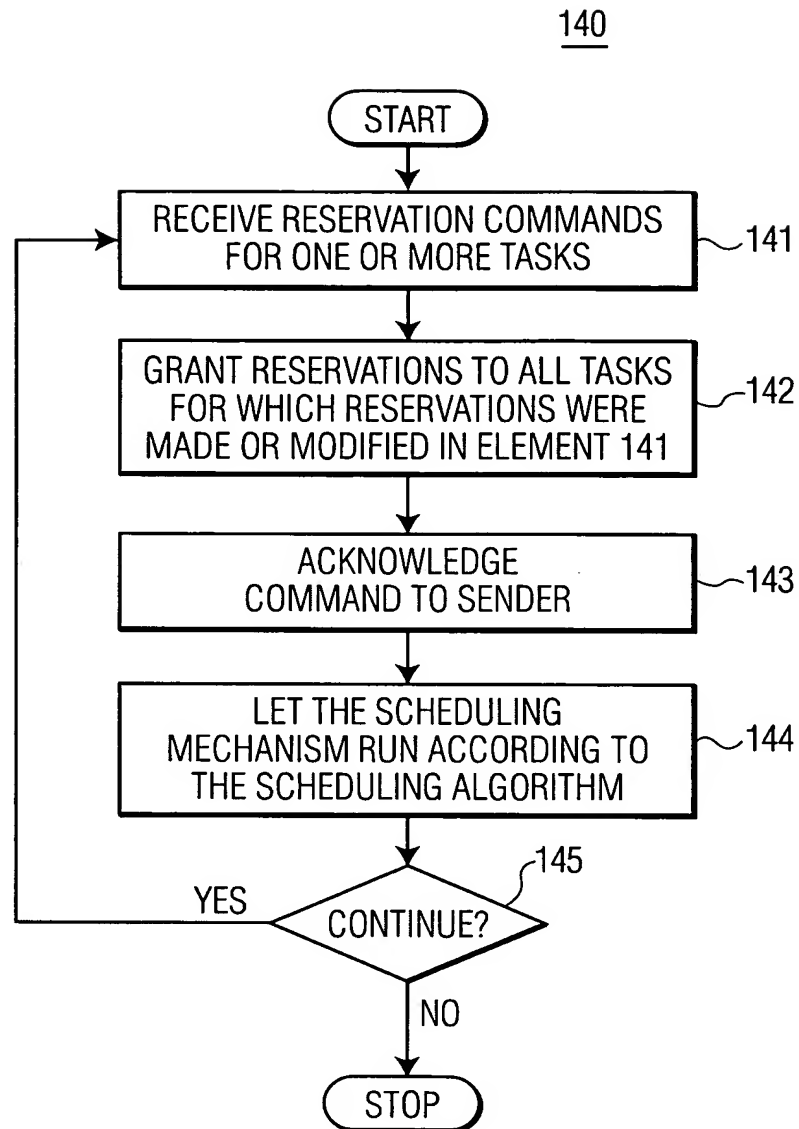 140
START
RECEIVE RESERVATION COMMANDS
FOR ONE OR MORE TASKS
141
GRANT RESERVATIONS TO ALL TASKS
FOR WHICH RESERVATIONS WERE
MADE OR MODIFIED IN ELEMENT 141
142
ACKNOWLEDGE
COMMAND TO SENDER
143
LET THE SCHEDULING
MECHANISM RUN ACCORDING TO
THE SCHEDULING ALGORITHM
144
145
YES
CONTINUE?
NO
STOP